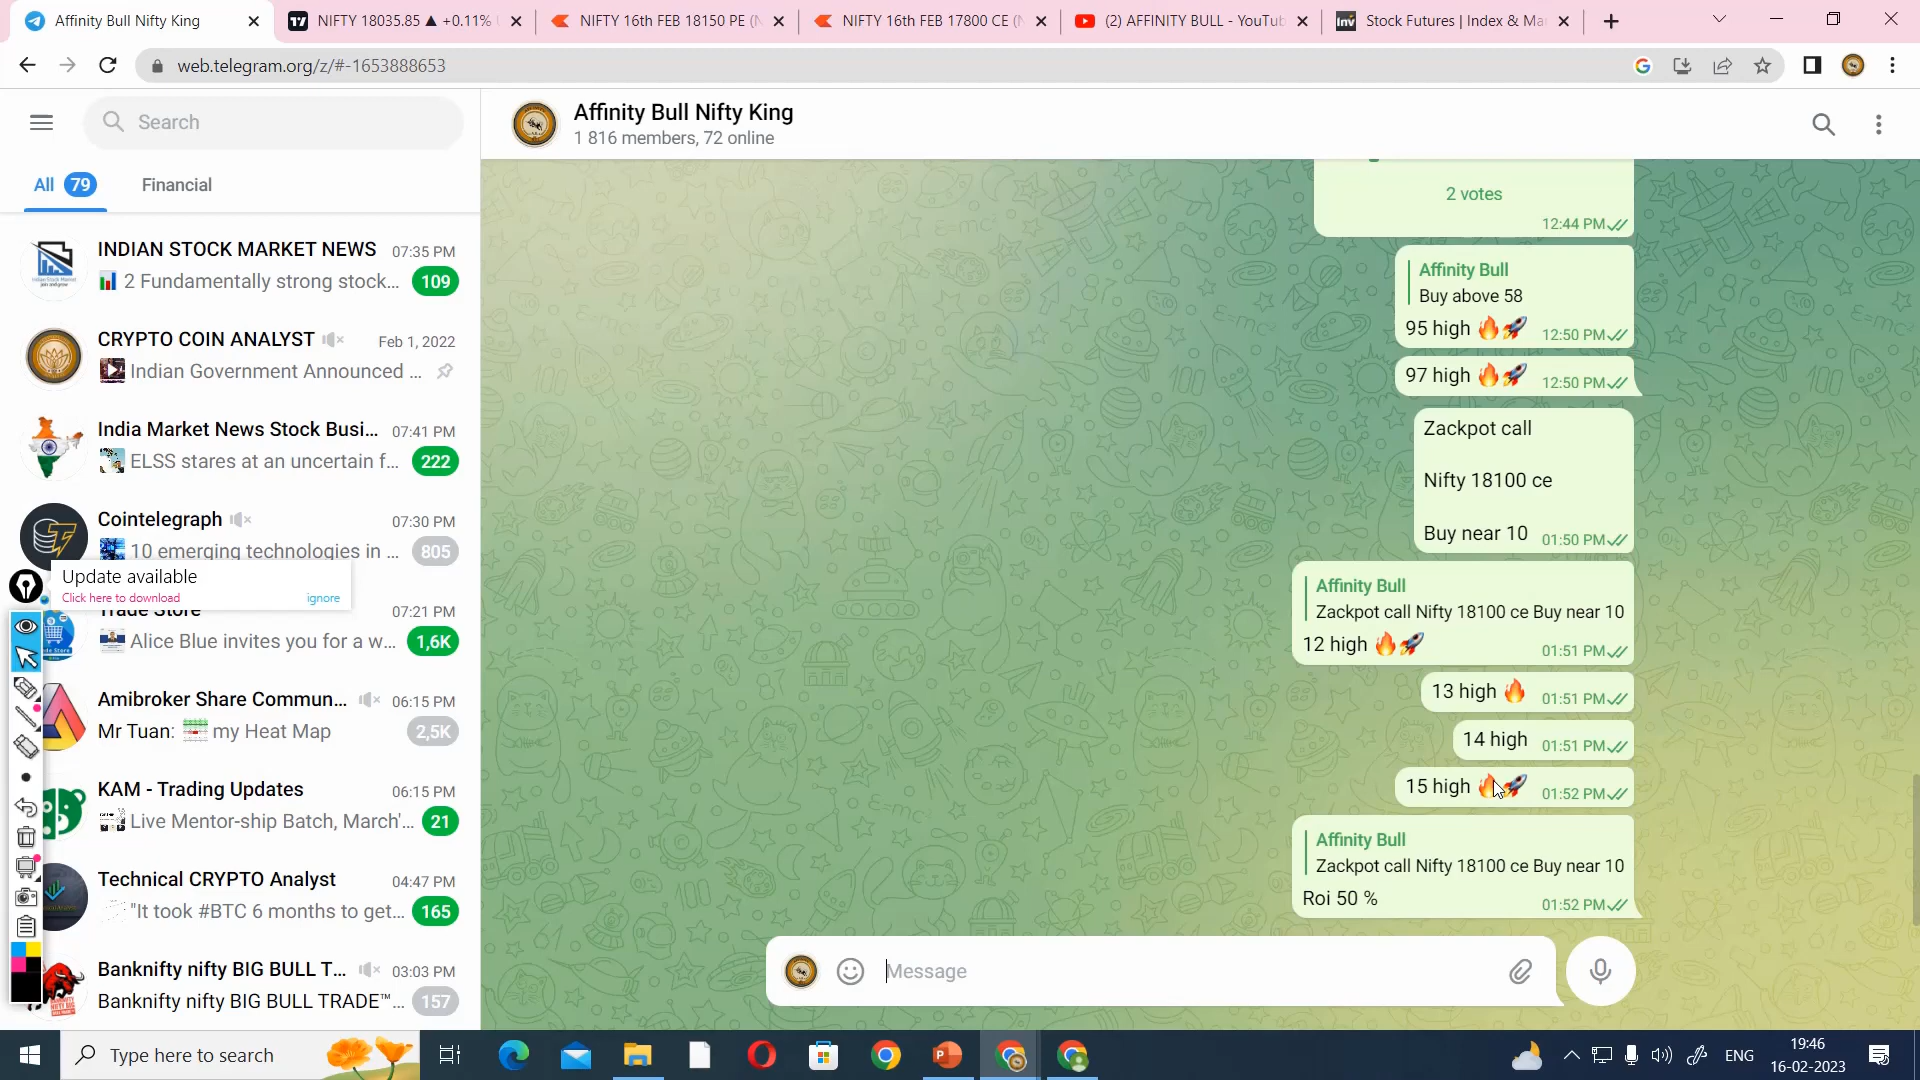 Affinity Bull Nifty King
NIFTY 18035.85 ▲ +0.11%
NIFTY 16th FEB 18150 PE (N
NIFTY 16th FEB 17800 CE (N
(2) AFFINITY BULL - YouTub
Inv
Stock Futures | Index & Ma
web.telegram.org/z/#-1653888653
Search
Affinity Bull Nifty King
1 816 members, 72 online
All 79
Financial
INDIAN STOCK MARKET NEWS 07:35 PM
2 Fundamentally strong stock... 109
CRYPTO COIN ANALYST Feb 1, 2022
Indian Government Announced ...
India Market News Stock Busi... 07:41 PM
ELSS stares at an uncertain f... 222
Cointelegraph 07:30 PM
10 emerging technologies in ... 805
Update available
Click here to download ignore
Trade Store 07:21 PM
Alice Blue invites you for a w... 1,6K
Amibroker Share Commun... 06:15 PM
Mr Tuan: my Heat Map 2,5K
KAM - Trading Updates 06:15 PM
Live Mentor-ship Batch, March'... 21
Technical CRYPTO Analyst 04:47 PM
"It took #BTC 6 months to get... 165
Banknifty nifty BIG BULL T... 03:03 PM
Banknifty nifty BIG BULL TRADE™... 157
2 votes
12:44 PM
Affinity Bull
Buy above 58
95 high 🔥🚀 12:50 PM
97 high 🔥🚀 12:50 PM
Zackpot call
Nifty 18100 ce
Buy near 10 01:50 PM
Affinity Bull
Zackpot call Nifty 18100 ce Buy near 10
12 high 🔥🚀 01:51 PM
13 high 🔥 01:51 PM
14 high 01:51 PM
15 high 🔥🚀 01:52 PM
Affinity Bull
Zackpot call Nifty 18100 ce Buy near 10
Roi 50 % 01:52 PM
Message
Type here to search
ENG
19:46
16-02-2023